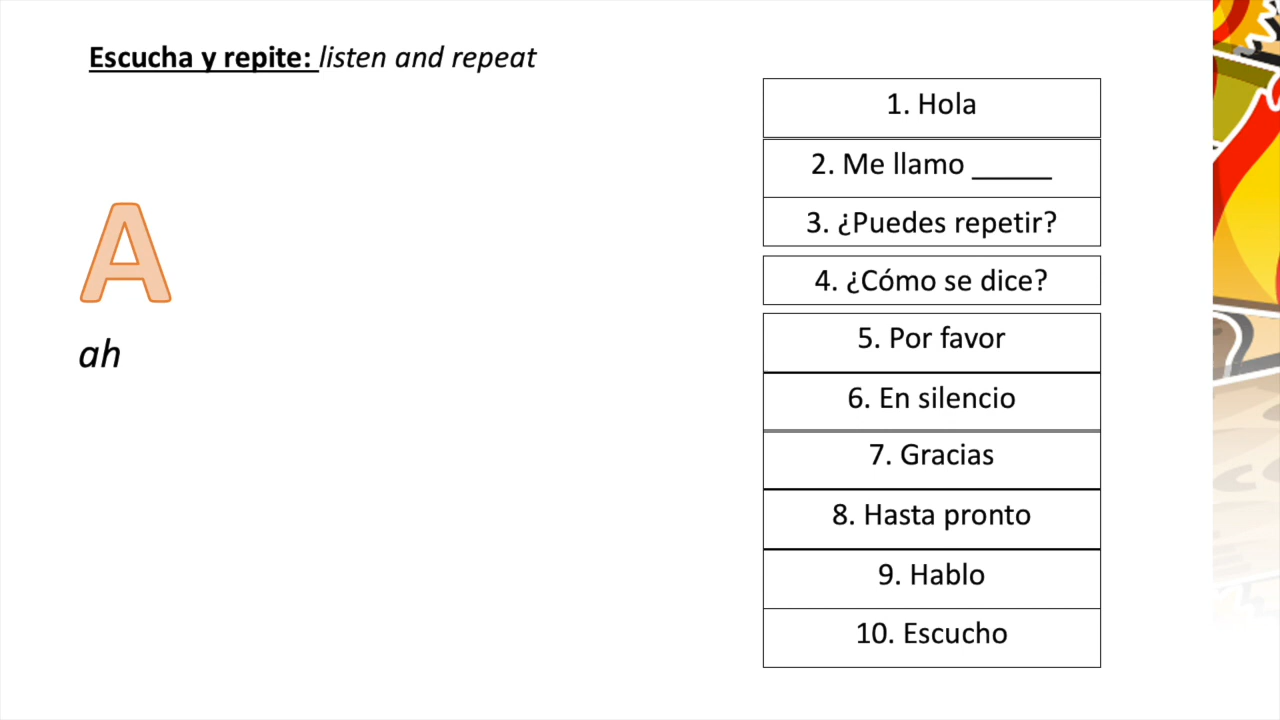 Escucha y repite: listen and repeat
A
ah
1. Hola
2. Me llamo _____
3. ¿Puedes repetir?
4. ¿Cómo se dice?
5. Por favor
6. En silencio
7. Gracias
8. Hasta pronto
9. Hablo
10. Escucho